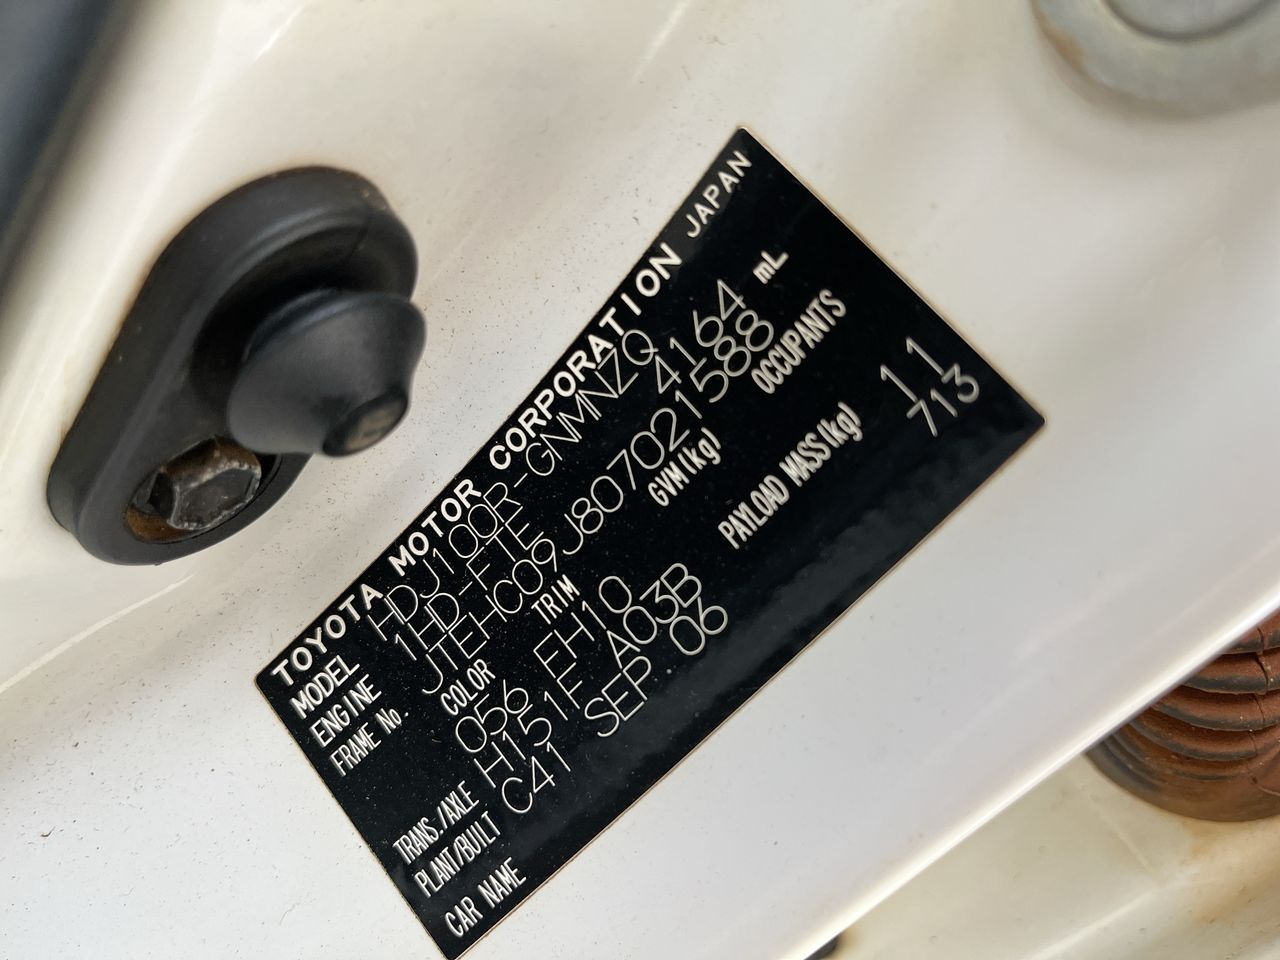 TOYOTA MOTOR CORPORATION JAPAN
MODEL HDJ100R-GNMNZQ
ENGINE 1HD-FTE 4164 mL
FRAME No. JTEHC09J807021588
COLOR TRIM GVM(kg) OCCUPANTS
056 EH10 11
TRANS./AXLE H151F A03B PAYLOAD MASS(kg) 713
PLANT/BUILT C41 SEP 06
CAR NAME